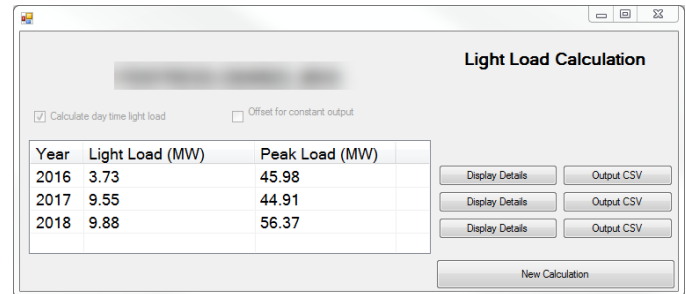 Light Load Calculation
Calculate day time light load
Offset for constant output
Year Light Load (MW) Peak Load (MW)
2016 3.73 45.98
Display Details Output CSV
2017 9.55 44.91
Display Details Output CSV
2018 9.88 56.37
Display Details Output CSV
New Calculation